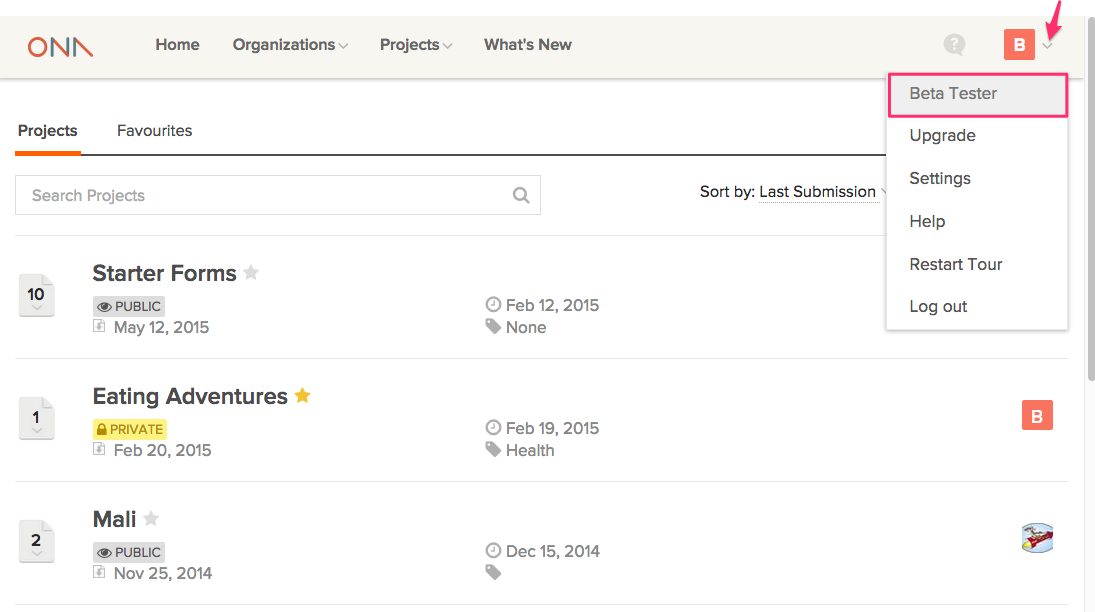 ONA Home Organizations Projects What's New ? B
Beta Tester
Upgrade
Settings
Help
Restart Tour
Log out
Projects Favourites
Search Projects Sort by: Last Submission
10 Starter Forms
PUBLIC Feb 12, 2015
May 12, 2015 None
1 Eating Adventures
PRIVATE Feb 19, 2015 B
Feb 20, 2015 Health
2 Mali
PUBLIC Dec 15, 2014
Nov 25, 2014